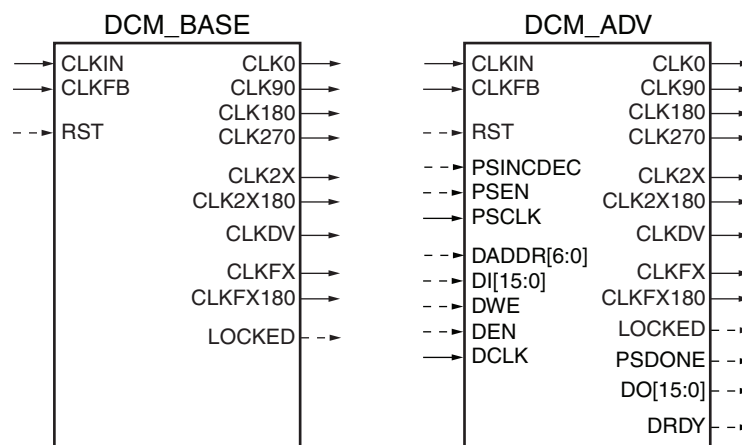 DCM_BASE
CLKIN
CLKFB
RST
CLK0
CLK90
CLK180
CLK270
CLK2X
CLK2X180
CLKDV
CLKFX
CLKFX180
LOCKED
DCM_ADV
CLKIN
CLKFB
RST
PSINCDEC
PSEN
PSCLK
DADDR[6:0]
DI[15:0]
DWE
DEN
DCLK
CLK0
CLK90
CLK180
CLK270
CLK2X
CLK2X180
CLKDV
CLKFX
CLKFX180
LOCKED
PSDONE
DO[15:0]
DRDY